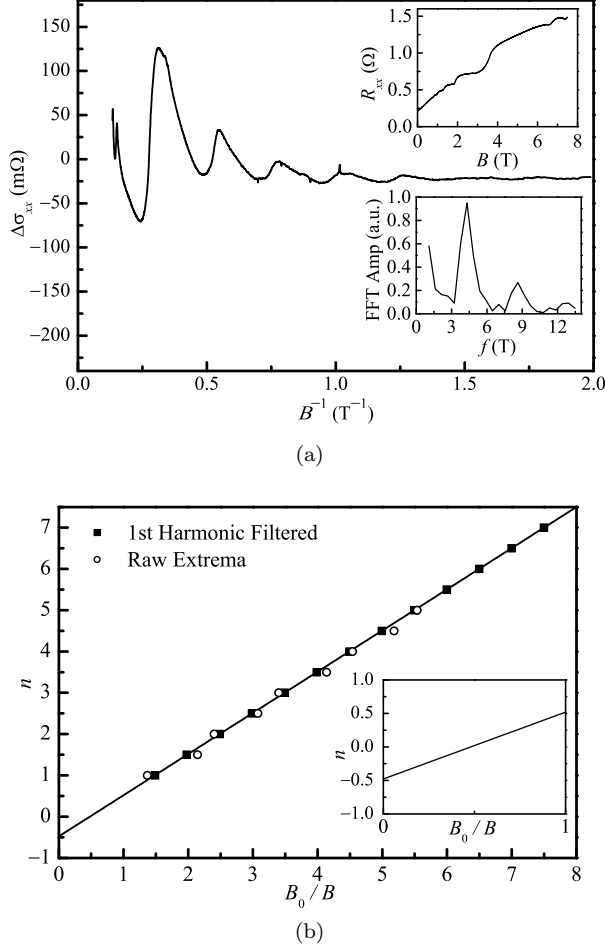 150
100
50
0
−50
−100
−150
−200
Δσxx (mΩ)
0.0 0.5 1.0 1.5 2.0
B−1 (T−1)
1.5
1.0
0.5
0.0
Rxx (Ω)
0 2 4 6 8
B (T)
1.0
0.8
0.6
0.4
0.2
0.0
FFT Amp (a.u.)
3 6 9 12
f (T)
(a)
7
6
5
4
3
2
1
0
−1
n
1st Harmonic Filtered
Raw Extrema
1.0
0.5
0.0
−0.5
−1.0
n
0 1
B0 / B
0 1 2 3 4 5 6 7 8
B0 / B
(b)